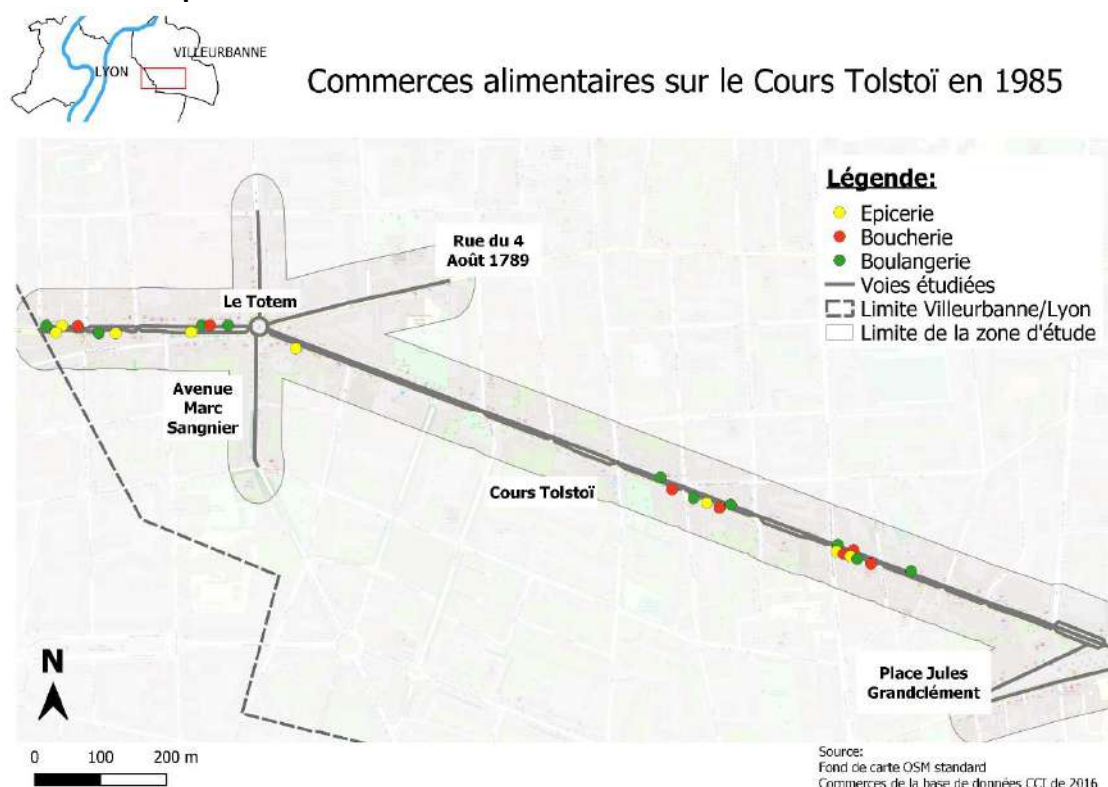 VILLEURBANNE
LYON
Commerces alimentaires sur le Cours Tolstoï en 1985
Légende:
Epicerie
Boucherie
Boulangerie
Voies étudiées
Limite Villeurbanne/Lyon
Limite de la zone d'étude
Rue du 4
Août 1789
Le Totem
Avenue
Marc
Sangnier
Cours Tolstoï
Place Jules
Grandclément
N
0 100 200 m
Source:
Fond de carte OSM standard
Commerces de la base de données CCI de 2016